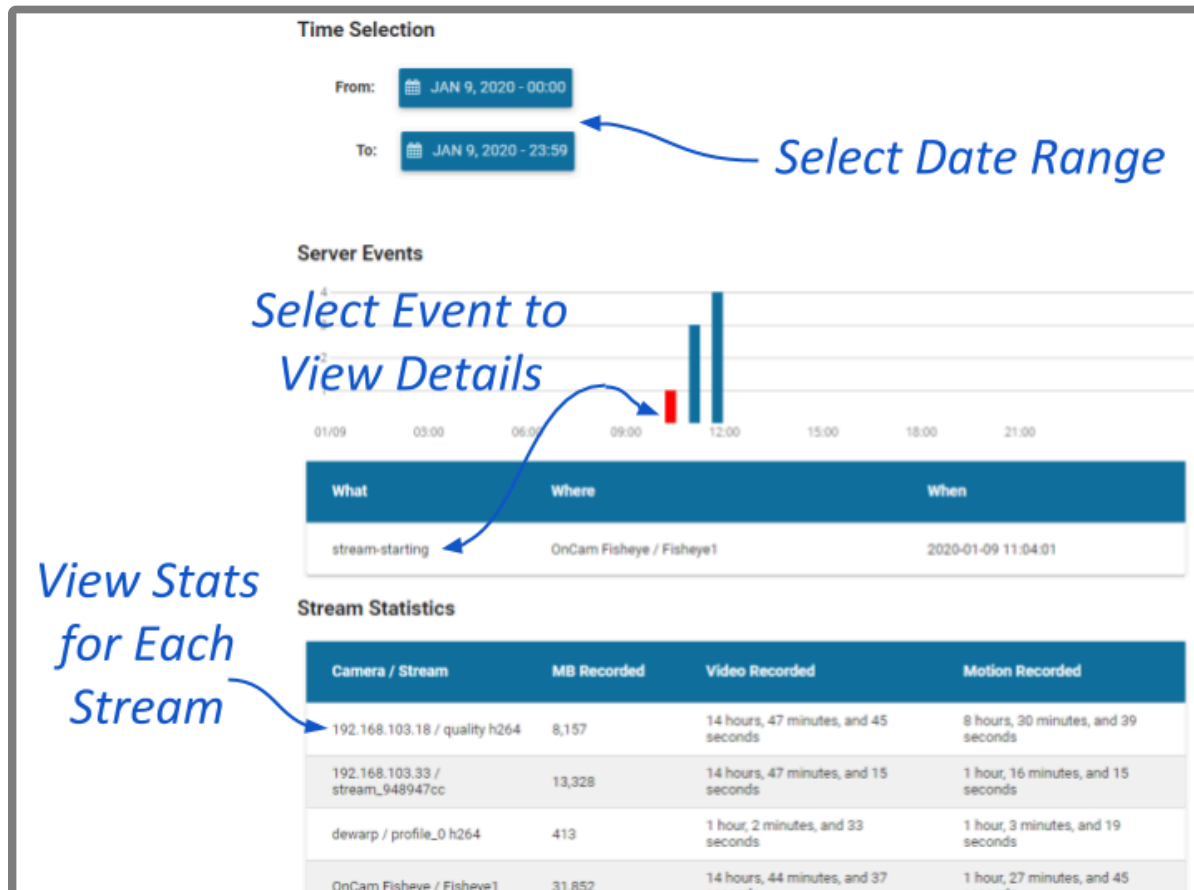 Time Selection
From:
JAN 9, 2020 - 00:00
To:
JAN 9, 2020 - 23:59
Select Date Range
Server Events
4
Select Event to
2
View Details
01/09 03:00 06:00 09:00 12:00 15:00 18:00 21:00
What Where When
stream-starting OnCam Fisheye / Fisheye1 2020-01-09 11:04:01
View Stats
for Each
Stream
Stream Statistics
Camera / Stream MB Recorded Video Recorded Motion Recorded
192.168.103.18 / quality h264 8,157 14 hours, 47 minutes, and 45 8 hours, 30 minutes, and 39
seconds seconds
192.168.103.33 / 13,328 14 hours, 47 minutes, and 15 1 hour, 16 minutes, and 15
stream_948947cc seconds seconds
dewarp / profile_0 h264 413 1 hour, 2 minutes, and 33 1 hour, 3 minutes, and 19
seconds seconds
OnCam Fisheye / Fisheye1 31,852 14 hours, 44 minutes, and 37 1 hour, 27 minutes, and 45